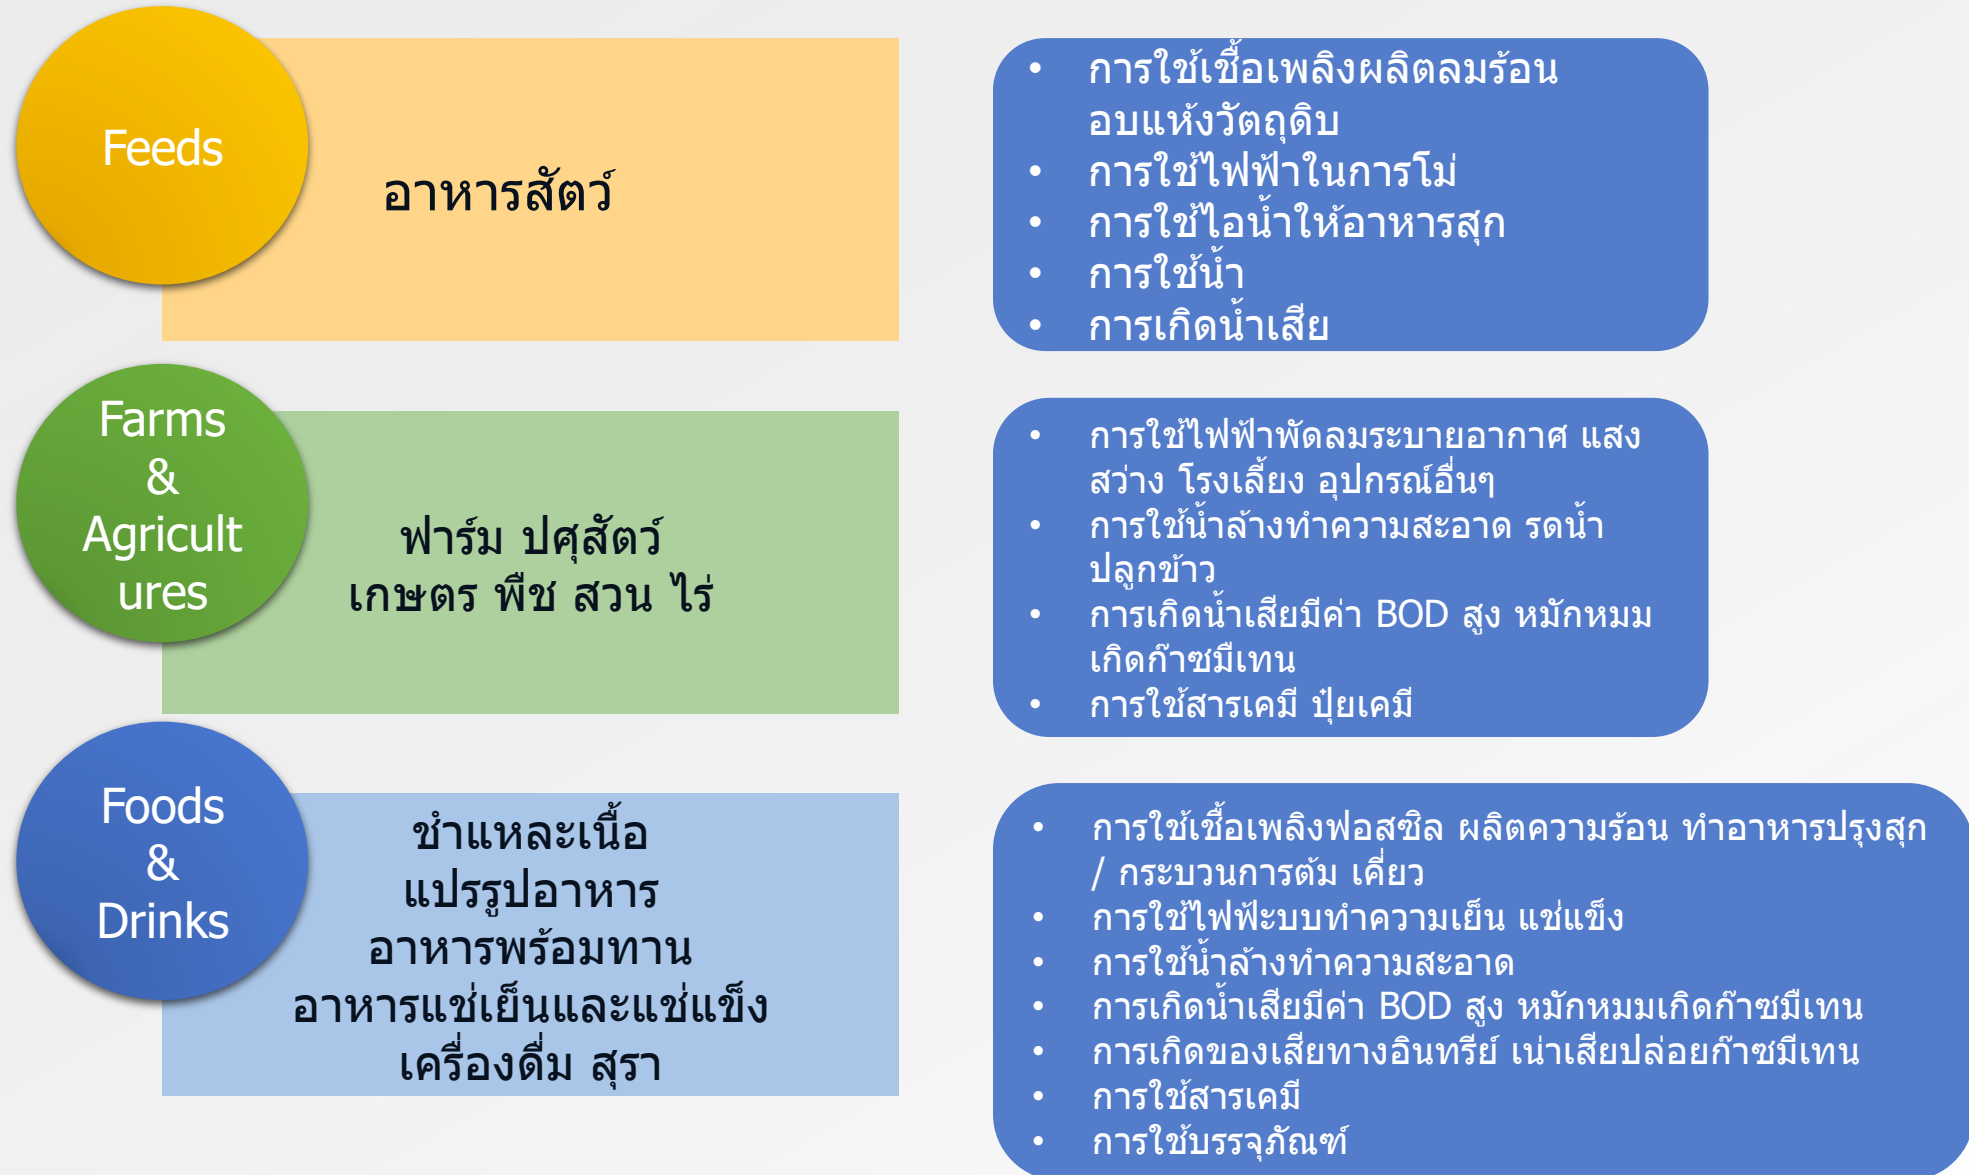 Feeds
อาหารสัตว์
• การใช้เชื้อเพลิงผลิตลมร้อน
อบแห้งวัตถุดิบ
• การใช้ไฟฟ้าในการโม่
• การใช้ไอน้ำให้อาหารสุก
• การใช้น้ำ
• การเกิดน้ำเสีย
Farms
&
Agricult
ures
ฟาร์ม ปศุสัตว์
เกษตร พืช สวน ไร่
• การใช้ไฟฟ้าพัดลมระบายอากาศ แสง
สว่าง โรงเลี้ยง อุปกรณ์อื่นๆ
• การใช้น้ำล้างทำความสะอาด รดน้ำ
ปลูกข้าว
• การเกิดน้ำเสียมีค่า BOD สูง หมักหมม
เกิดก๊าซมืเทน
• การใช้สารเคมี ปุ๋ยเคมี
Foods
&
Drinks
ชำแหละเนื้อ
แปรรูปอาหาร
อาหารพร้อมทาน
อาหารแช่เย็นและแช่แข็ง
เครื่องดื่ม สุรา
• การใช้เชื้อเพลิงฟอสซิล ผลิตความร้อน ทำอาหารปรุงสุก
/ กระบวนการต้ม เคี่ยว
• การใช้ไฟฟ้ะบบทำความเย็น แช่แข็ง
• การใช้น้ำล้างทำความสะอาด
• การเกิดน้ำเสียมีค่า BOD สูง หมักหมมเกิดก๊าซมืเทน
• การเกิดของเสียทางอินทรีย์ เน่าเสียปล่อยก๊าซมีเทน
• การใช้สารเคมี
• การใช้บรรจุภัณฑ์